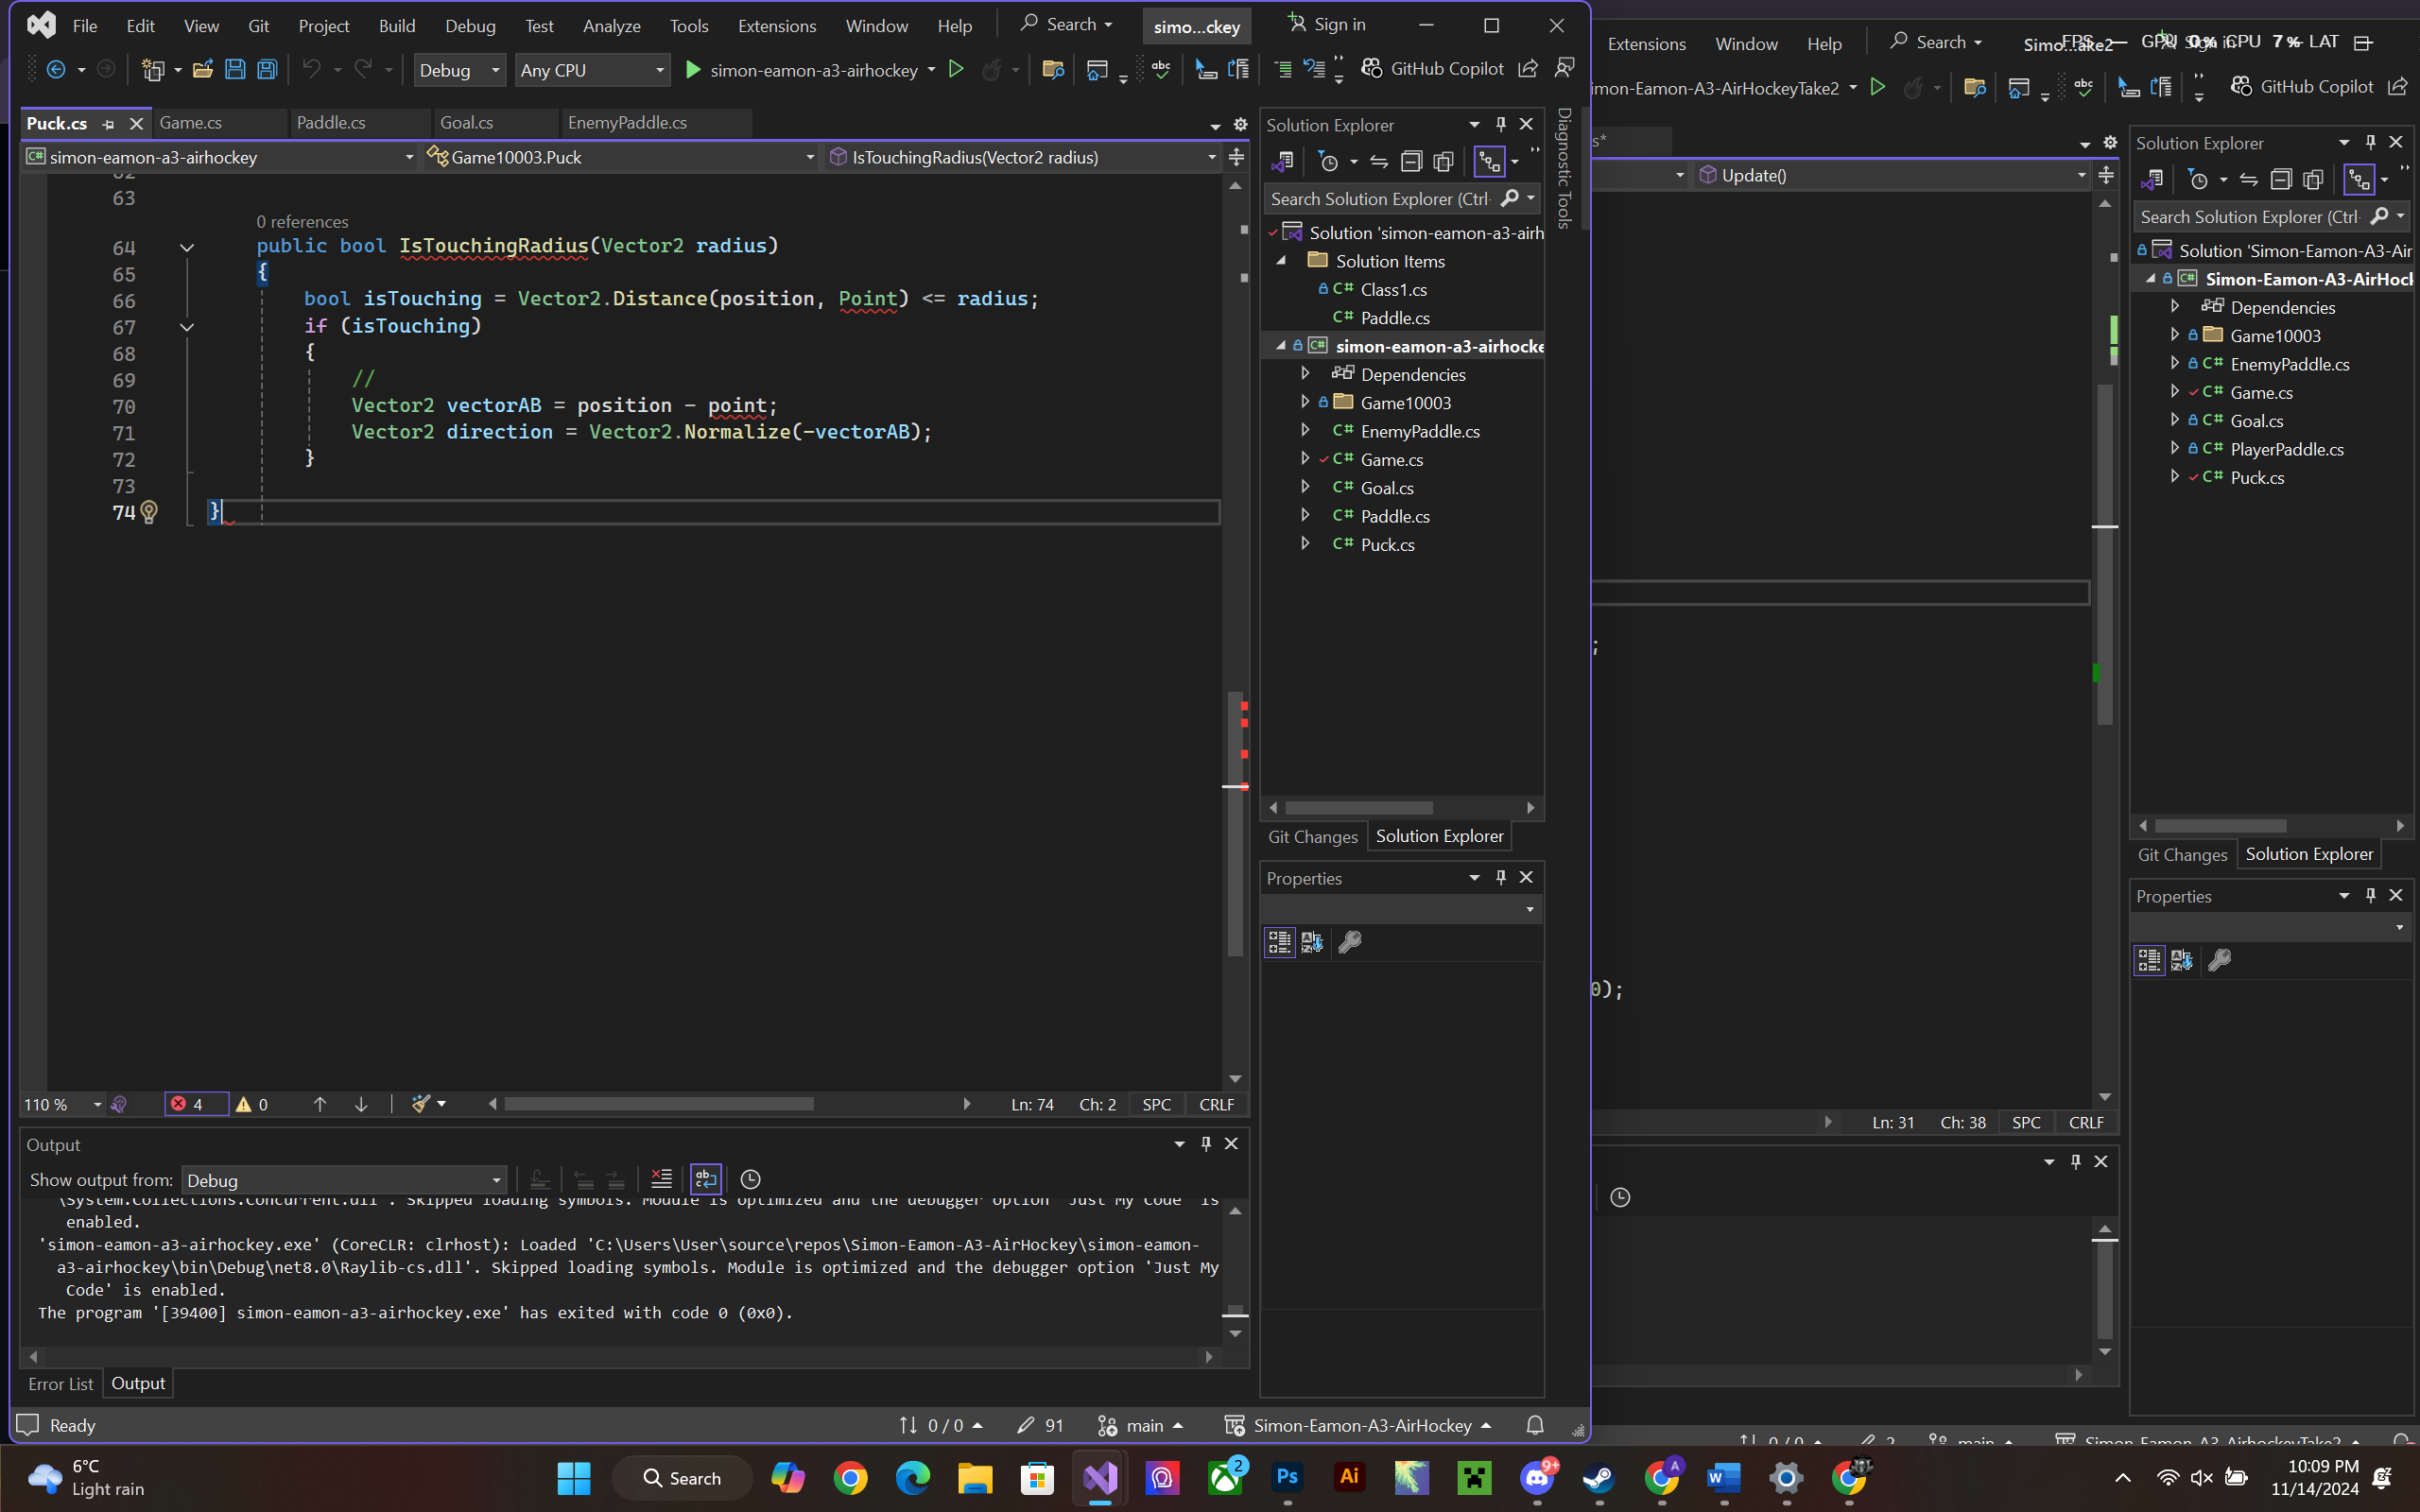 File Edit View Git Project Build Debug Test Analyze Tools Extensions Window Help Search simo...ckey Sign in
Debug Any CPU simon-eamon-a3-airhockey GitHub Copilot
Puck.cs Game.cs Paddle.cs Goal.cs EnemyPaddle.cs
simon-eamon-a3-airhockey Game10003.Puck IsTouchingRadius(Vector2 radius)
63
0 references
64 public bool IsTouchingRadius(Vector2 radius)
65 {
66 bool isTouching = Vector2.Distance(position, Point) <= radius;
67 if (isTouching)
68 {
69 //
70 Vector2 vectorAB = position - point;
71 Vector2 direction = Vector2.Normalize(-vectorAB);
72 }
73
74 }
110 % 4 0 Ln: 74 Ch: 2 SPC CRLF
Output
Show output from: Debug
\System.Collections.Concurrent.dll'. Skipped loading symbols. Module is optimized and the debugger option 'Just My Code' is
enabled.
'simon-eamon-a3-airhockey.exe' (CoreCLR: clrhost): Loaded 'C:\Users\User\source\repos\Simon-Eamon-A3-AirHockey\simon-eamon-
a3-airhockey\bin\Debug\net8.0\Raylib-cs.dll'. Skipped loading symbols. Module is optimized and the debugger option 'Just My
Code' is enabled.
The program '[39400] simon-eamon-a3-airhockey.exe' has exited with code 0 (0x0).
Error List Output
Ready 0 / 0 91 main Simon-Eamon-A3-AirHockey
Solution Explorer
Search Solution Explorer (Ctrl
Solution 'simon-eamon-a3-airh
Solution Items
C# Class1.cs
C# Paddle.cs
C# simon-eamon-a3-airhocke
Dependencies
Game10003
C# EnemyPaddle.cs
C# Game.cs
C# Goal.cs
C# Paddle.cs
C# Puck.cs
Git Changes Solution Explorer
Properties
Diagnostic Tools
Extensions Window Help Search Simo...ake2 FPS GPU 0% CPU 7% LAT
imon-Eamon-A3-AirHockeyTake2 GitHub Copilot
s*
Update()
;
0);
Ln: 31 Ch: 38 SPC CRLF
Solution Explorer
Search Solution Explorer (Ctrl
Solution 'Simon-Eamon-A3-Air
C# Simon-Eamon-A3-AirHock
Dependencies
Game10003
C# EnemyPaddle.cs
C# Game.cs
C# Goal.cs
C# PlayerPaddle.cs
C# Puck.cs
Git Changes Solution Explorer
Properties
0 / 0 2 main Simon-Eamon-A3-AirhockeyTake2
6°C
Light rain
Search
2
Ps
Ai
9+
A
W
10:09 PM
11/14/2024